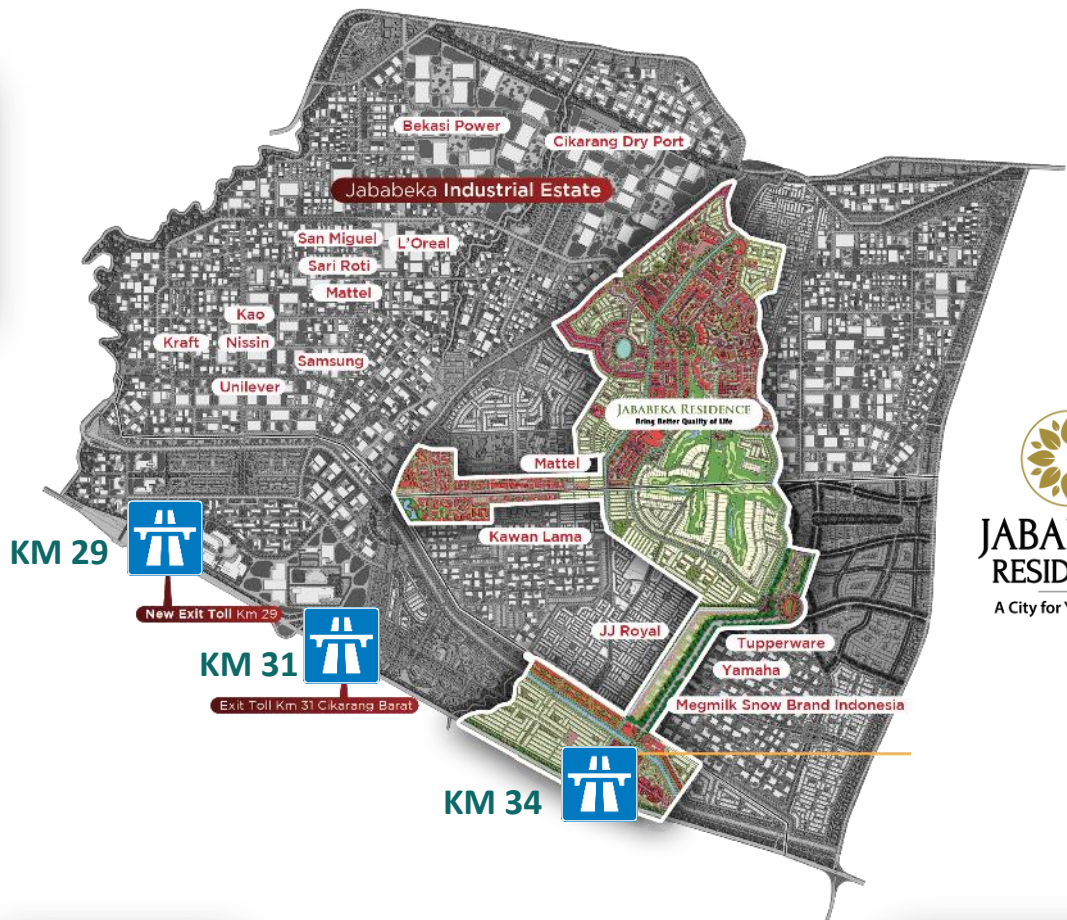 Bekasi Power
Cikarang Dry Port
Jababeka Industrial Estate
San Miguel
L'Oreal
Sari Roti
Mattel
Kao
Kraft
Nissin
Samsung
Unilever
JABABEKA RESIDENCE
Bring Better Quality of Life
Mattel
Kawan Lama
KM 29
New Exit Toll Km 29
JJ Royal
KM 31
Exit Toll Km 31 Cikarang Barat
Tupperware
Yamaha
Megmilk Snow Brand Indonesia
KM 34
JABA
RESID
A City for Y